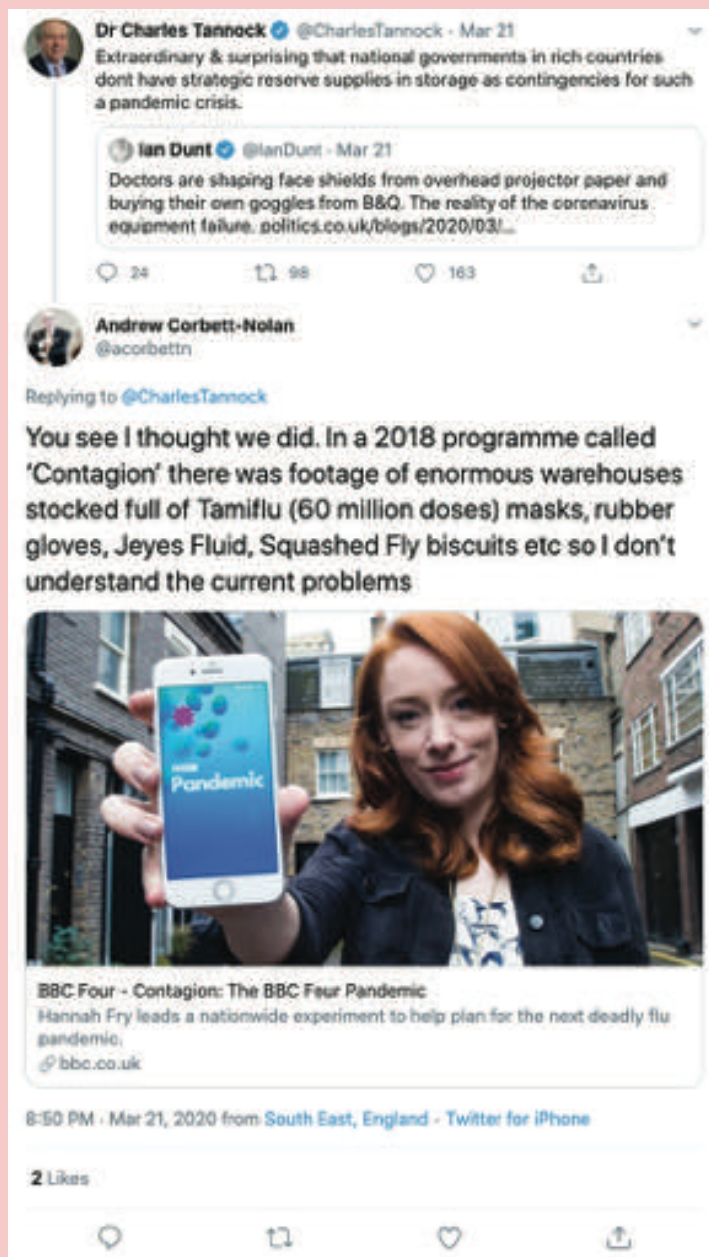 Dr Charles Tannock @CharlesTannock · Mar 21
Extraordinary & surprising that national governments in rich countries
dont have strategic reserve supplies in storage as contingencies for such
a pandemic crisis.
Ian Dunt @IanDunt · Mar 21
Doctors are shaping face shields from overhead projector paper and
buying their own goggles from B&Q. The reality of the coronavirus
equipment failure. politics.co.uk/blogs/2020/03/...
24 98 163
Andrew Corbett-Nolan
@acorbettn
Replying to @CharlesTannock
You see I thought we did. In a 2018 programme called
'Contagion' there was footage of enormous warehouses
stocked full of Tamiflu (60 million doses) masks, rubber
gloves, Jeyes Fluid, Squashed Fly biscuits etc so I don't
understand the current problems
Pandemic
BBC Four - Contagion: The BBC Four Pandemic
Hannah Fry leads a nationwide experiment to help plan for the next deadly flu
pandemic.
bbc.co.uk
8:50 PM · Mar 21, 2020 from South East, England · Twitter for iPhone
2 Likes